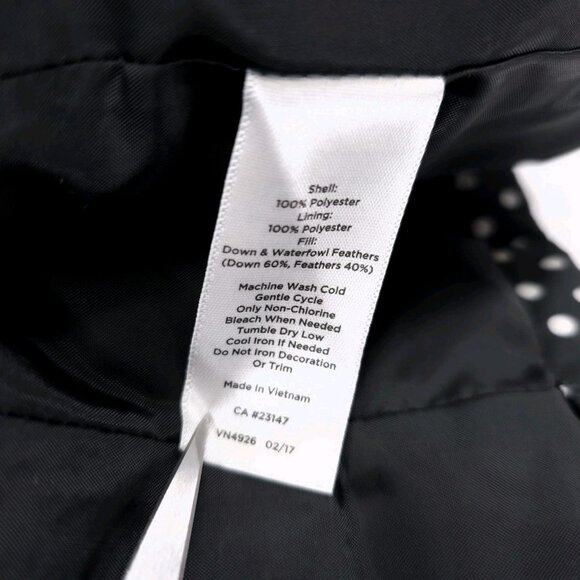 Shell:
100% Polyester
Lining:
100% Polyester
Fill:
Down & Waterfowl Feathers
(Down 60%, Feathers 40%)
Machine Wash Cold
Gentle Cycle
Only Non-Chlorine
Bleach When Needed
Tumble Dry Low
Cool Iron If Needed
Do Not Iron Decoration
Or Trim
Made In Vietnam
CA #23147
VN4926 02/17